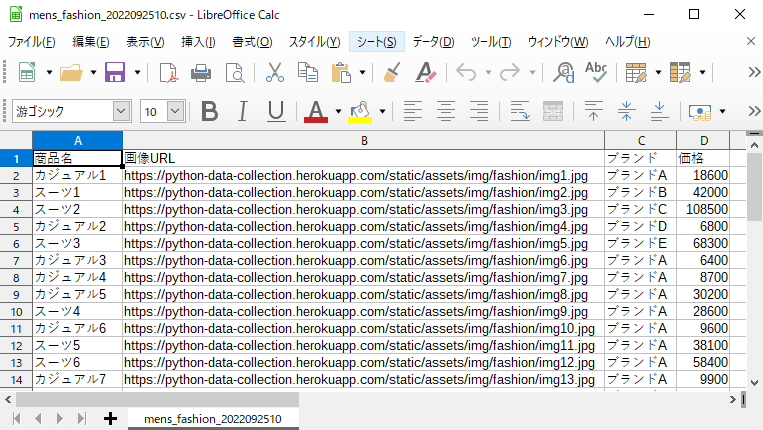 mens_fashion_2022092510.csv - LibreOffice Calc
ファイル(F) 編集(E) 表示(V) 挿入(I) 書式(O) スタイル(Y) シート(S) データ(D) ツール(T) ウィンドウ(W) ヘルプ(H)
Abc
游ゴシック 10 B I U A
A B C D
1 商品名 画像URL ブランド 価格
2 カジュアル1 https://python-data-collection.herokuapp.com/static/assets/img/fashion/img1.jpg ブランドA 18600
3 スーツ1 https://python-data-collection.herokuapp.com/static/assets/img/fashion/img2.jpg ブランドB 42000
4 スーツ2 https://python-data-collection.herokuapp.com/static/assets/img/fashion/img3.jpg ブランドC 108500
5 カジュアル2 https://python-data-collection.herokuapp.com/static/assets/img/fashion/img4.jpg ブランドD 6800
6 スーツ3 https://python-data-collection.herokuapp.com/static/assets/img/fashion/img5.jpg ブランドE 68300
7 カジュアル3 https://python-data-collection.herokuapp.com/static/assets/img/fashion/img6.jpg ブランドA 6400
8 カジュアル4 https://python-data-collection.herokuapp.com/static/assets/img/fashion/img7.jpg ブランドA 8700
9 カジュアル5 https://python-data-collection.herokuapp.com/static/assets/img/fashion/img8.jpg ブランドA 30200
10 スーツ4 https://python-data-collection.herokuapp.com/static/assets/img/fashion/img9.jpg ブランドA 28600
11 カジュアル6 https://python-data-collection.herokuapp.com/static/assets/img/fashion/img10.jpg ブランドA 9600
12 スーツ5 https://python-data-collection.herokuapp.com/static/assets/img/fashion/img11.jpg ブランドA 38100
13 スーツ6 https://python-data-collection.herokuapp.com/static/assets/img/fashion/img12.jpg ブランドA 58400
14 カジュアル7 https://python-data-collection.herokuapp.com/static/assets/img/fashion/img13.jpg ブランドA 9900
mens_fashion_2022092510